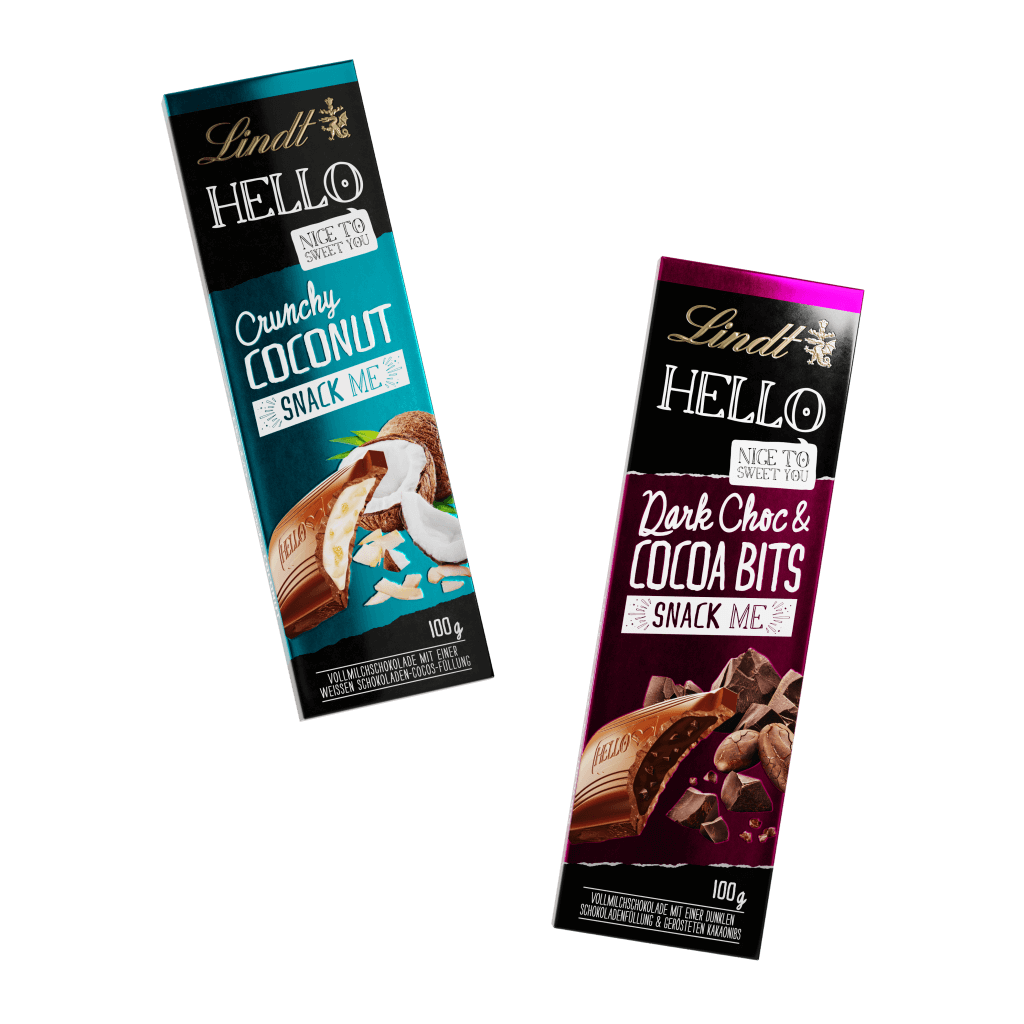 Lindt
HELLO
NICE TO
SWEET YOU
Crunchy
COCONUT
SNACK ME
HELLO
100 g
VOLLMILCHSCHOKOLADE MIT EINER
WEISSEN SCHOKOLADEN-COCOS-FÜLLUNG
Lindt
HELLO
NICE TO
SWEET YOU
Dark Choc &
COCOA BITS
SNACK ME
HELLO
100 g
VOLLMILCHSCHOKOLADE MIT EINER DUNKLEN
SCHOKOLADENFÜLLUNG & GERÖSTETEN KAKAONIBS